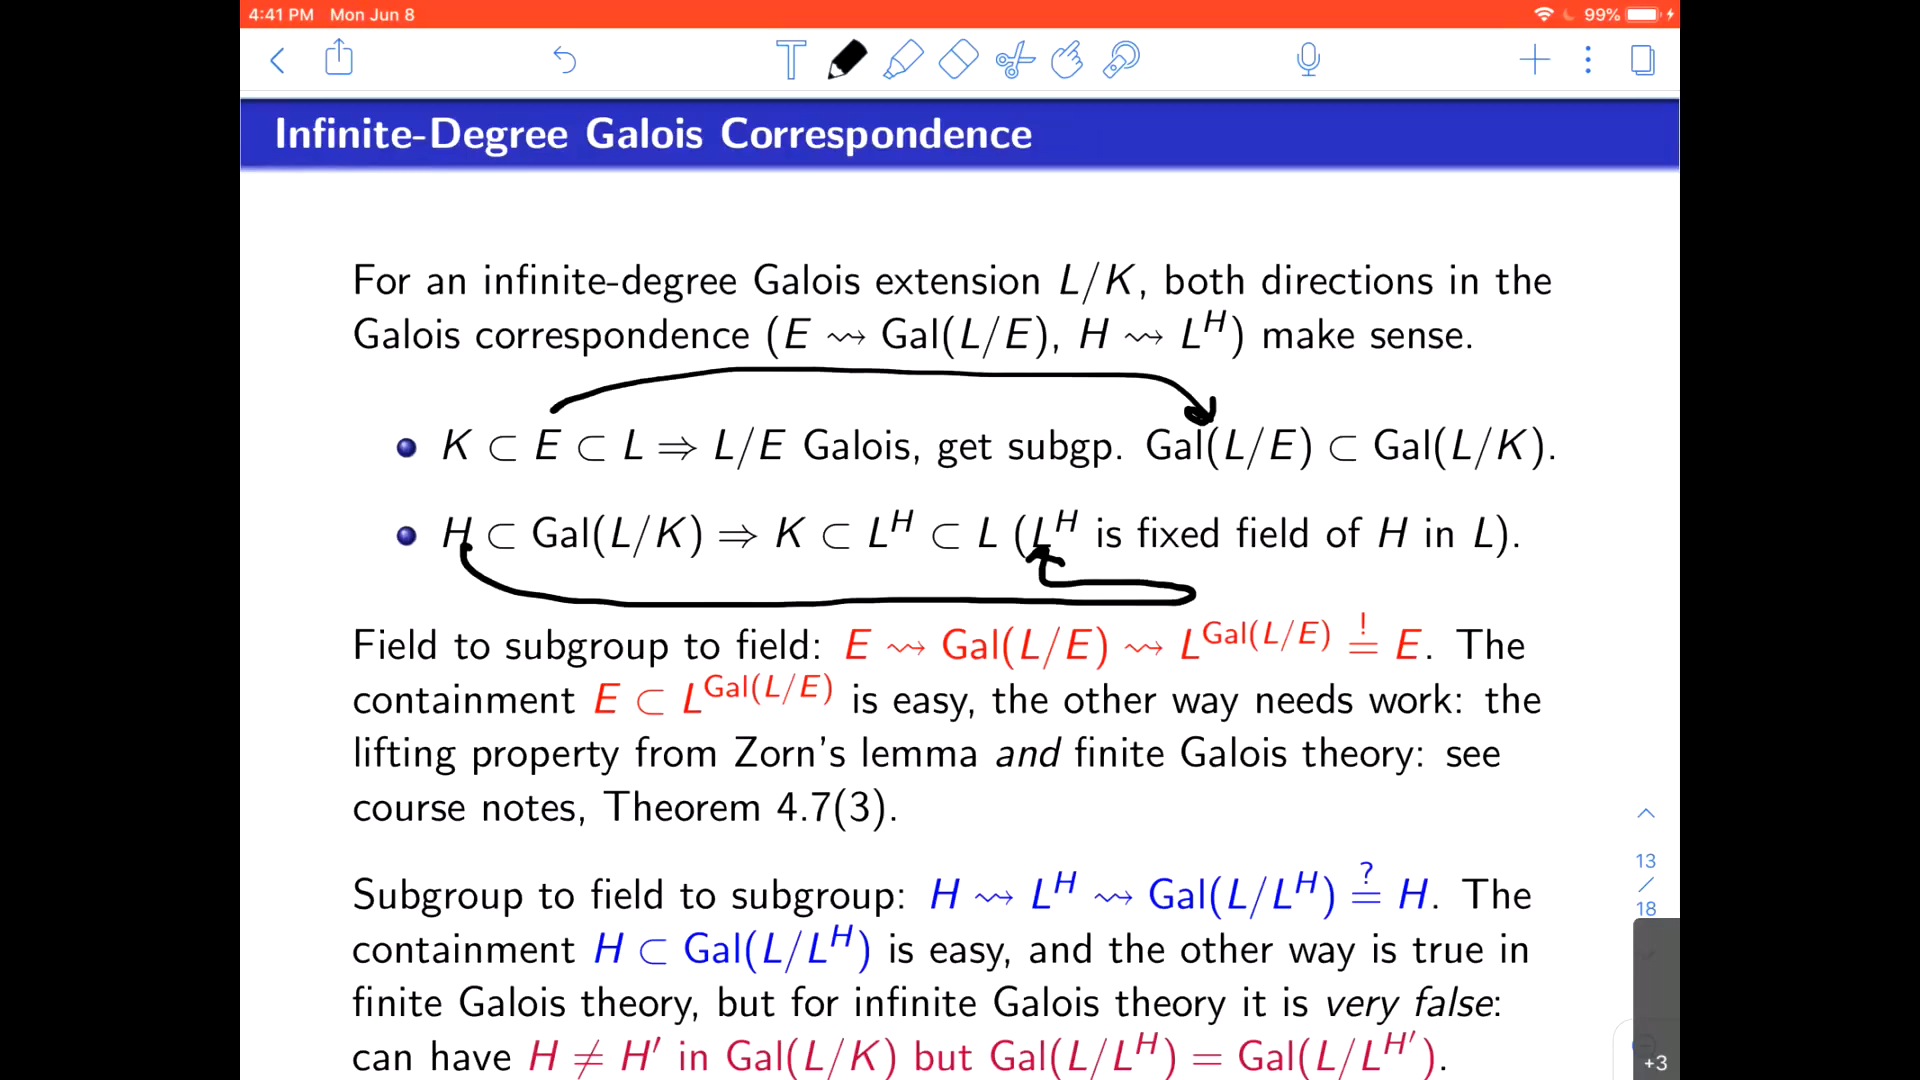 4:41 PM Mon Jun 8 99%
Infinite-Degree Galois Correspondence
For an infinite-degree Galois extension L/K, both directions in the
Galois correspondence (E ⇝ Gal(L/E), H ⇝ L^H) make sense.
• K ⊂ E ⊂ L ⇒ L/E Galois, get subgp. Gal(L/E) ⊂ Gal(L/K).
• H ⊂ Gal(L/K) ⇒ K ⊂ L^H ⊂ L (L^H is fixed field of H in L).
Field to subgroup to field: E ⇝ Gal(L/E) ⇝ L^{Gal(L/E)} \overset{!}{=} E. The
containment E ⊂ L^{Gal(L/E)} is easy, the other way needs work: the
lifting property from Zorn's lemma and finite Galois theory: see
course notes, Theorem 4.7(3).
Subgroup to field to subgroup: H ⇝ L^H ⇝ Gal(L/L^H) \overset{?}{=} H. The
containment H ⊂ Gal(L/L^H) is easy, and the other way is true in
finite Galois theory, but for infinite Galois theory it is very false:
can have H ≠ H′ in Gal(L/K) but Gal(L/L^H) = Gal(L/L^{H′}).
13
/
18
+3